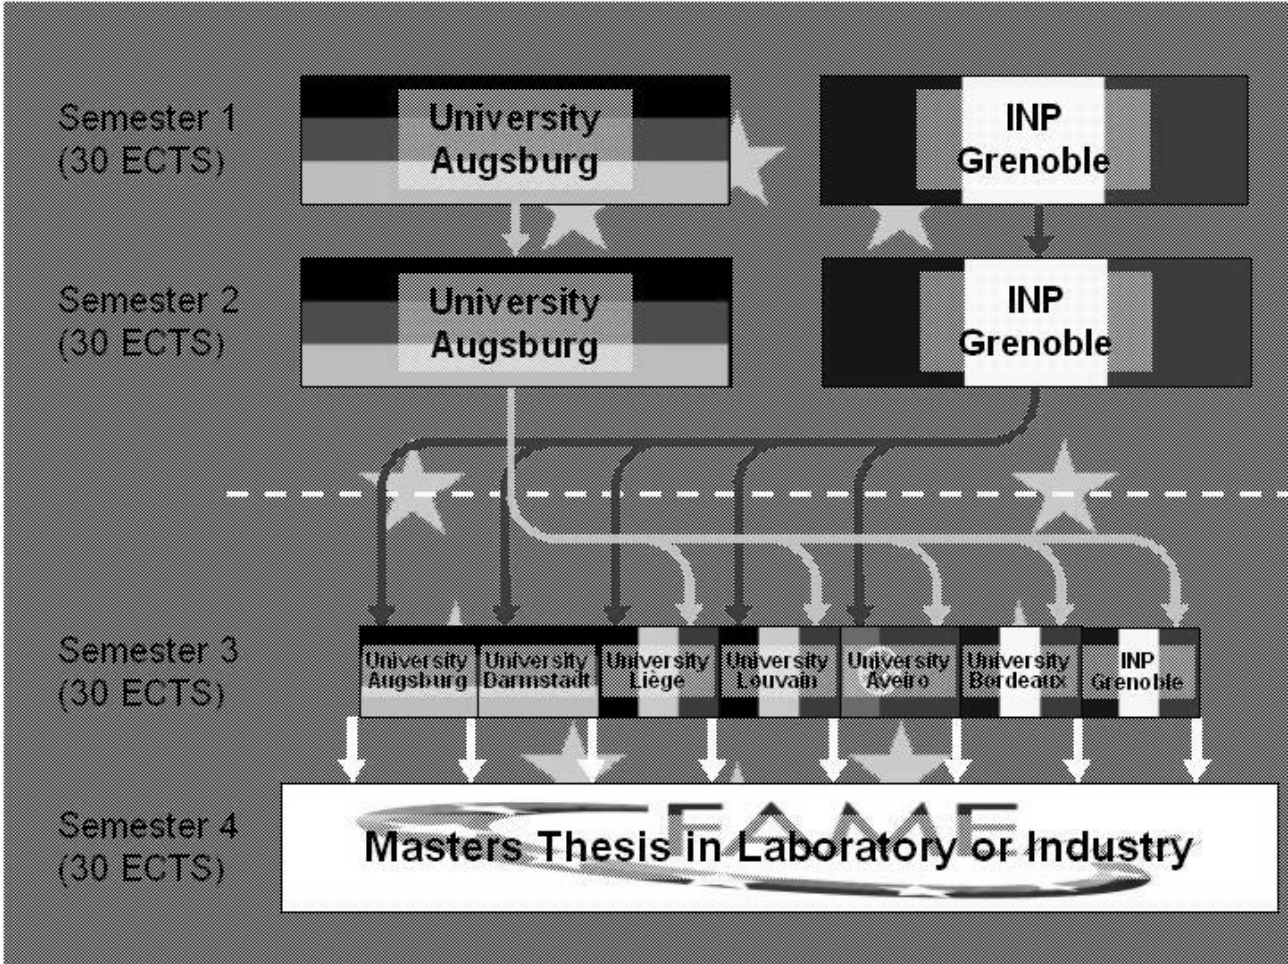 Semester 1
(30 ECTS)
University
Augsburg
INP
Grenoble
Semester 2
(30 ECTS)
University
Augsburg
INP
Grenoble
Semester 3
(30 ECTS)
University
Augsburg
University
Darmstadt
University
Liège
University
Louvain
University
Aveiro
University
Bordeaux
INP
Grenoble
Semester 4
(30 ECTS)
FAME
Masters Thesis in Laboratory or Industry